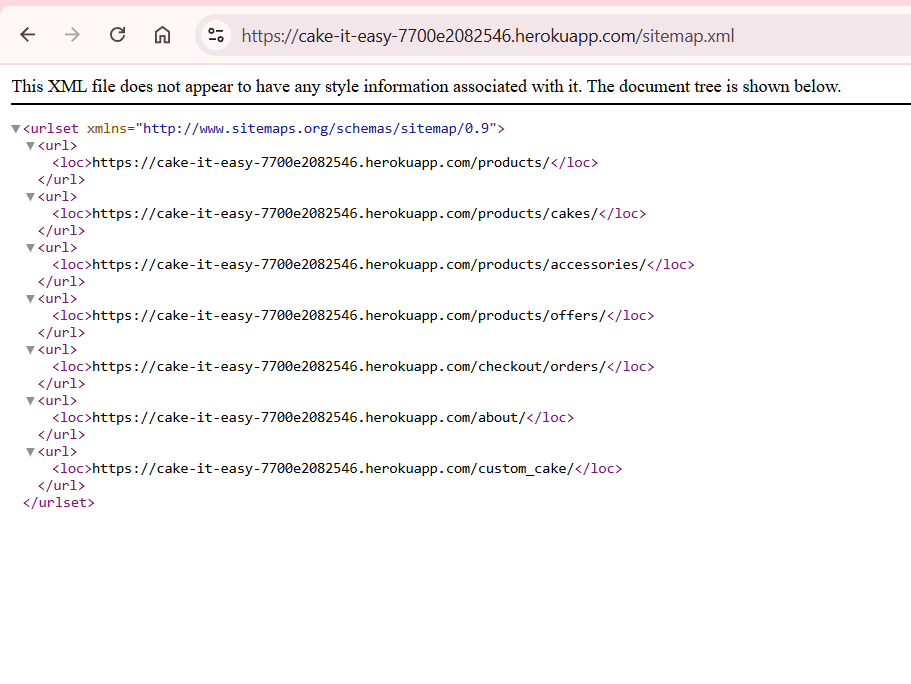 https://cake-it-easy-7700e2082546.herokuapp.com/sitemap.xml
This XML file does not appear to have any style information associated with it. The document tree is shown below.
▼<urlset xmlns="http://www.sitemaps.org/schemas/sitemap/0.9">
▼<url>
<loc>https://cake-it-easy-7700e2082546.herokuapp.com/products/</loc>
</url>
▼<url>
<loc>https://cake-it-easy-7700e2082546.herokuapp.com/products/cakes/</loc>
</url>
▼<url>
<loc>https://cake-it-easy-7700e2082546.herokuapp.com/products/accessories/</loc>
</url>
▼<url>
<loc>https://cake-it-easy-7700e2082546.herokuapp.com/products/offers/</loc>
</url>
▼<url>
<loc>https://cake-it-easy-7700e2082546.herokuapp.com/checkout/orders/</loc>
</url>
▼<url>
<loc>https://cake-it-easy-7700e2082546.herokuapp.com/about/</loc>
</url>
▼<url>
<loc>https://cake-it-easy-7700e2082546.herokuapp.com/custom_cake/</loc>
</url>
</urlset>